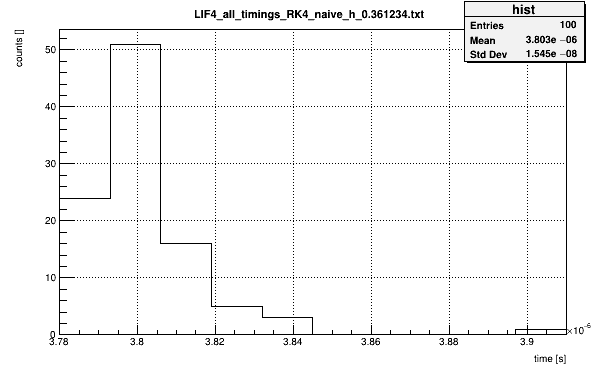 LIF4_all_timings_RK4_naive_h_0.361234.txt
hist
Entries 100
Mean 3.803e −06
Std Dev 1.545e −08
counts []
50
40
30
20
10
0
3.78 3.8 3.82 3.84 3.86 3.88 3.9
×10⁻⁶
time [s]